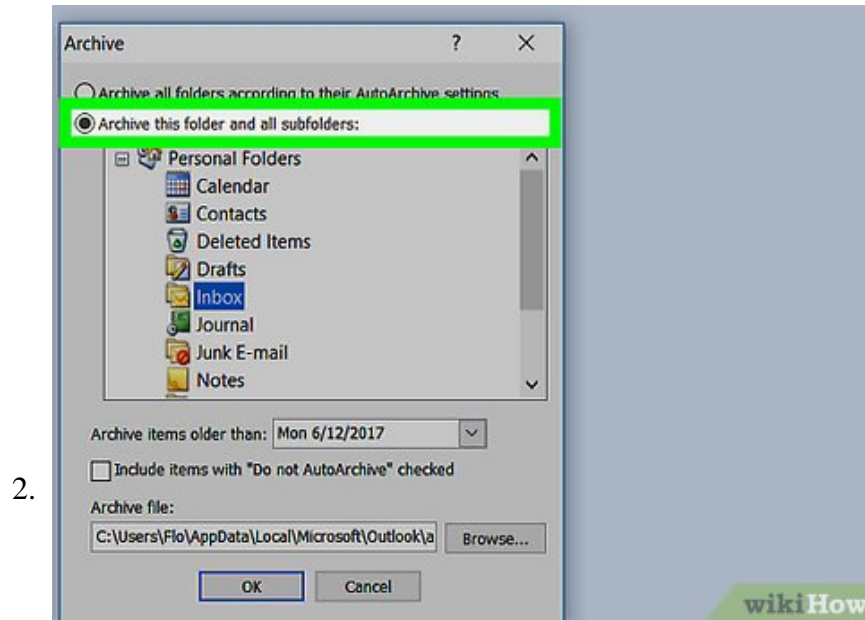 Archive ?
Archive all folders according to their AutoArchive settings
Archive this folder and all subfolders:
Personal Folders
Calendar
Contacts
Deleted Items
Drafts
Inbox
Journal
Junk E-mail
Notes
Archive items older than: Mon 6/12/2017
Include items with "Do not AutoArchive" checked
2.
Archive file:
C:\Users\Flo\AppData\Local\Microsoft\Outlook\a Browse...
OK Cancel
wikiHow